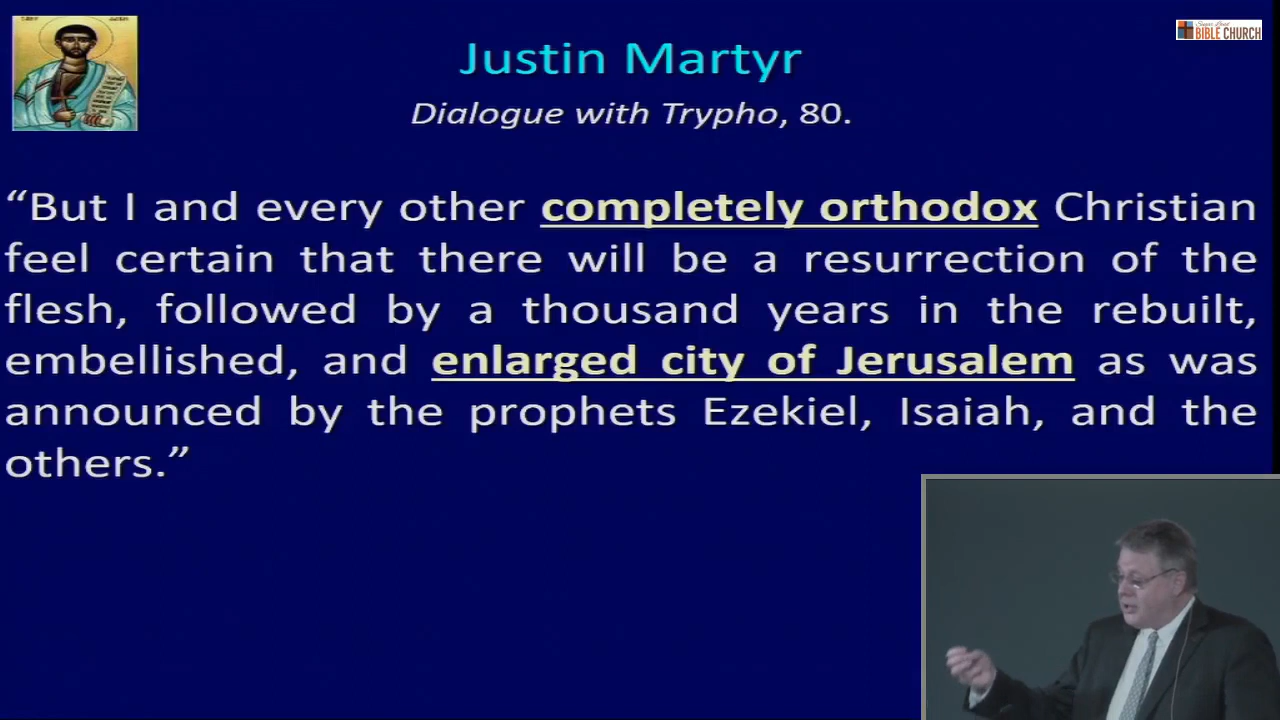 Sugar Land
BIBLE CHURCH
Justin Martyr
Dialogue with Trypho, 80.
“But I and every other completely orthodox Christian
feel certain that there will be a resurrection of the
flesh, followed by a thousand years in the rebuilt,
embellished, and enlarged city of Jerusalem as was
announced by the prophets Ezekiel, Isaiah, and the
others.”